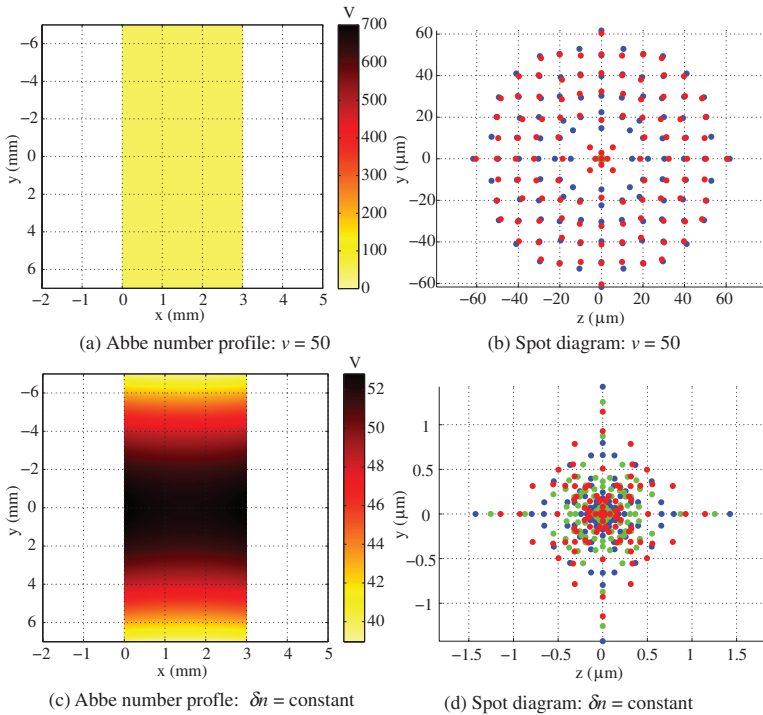 V
−6
−4
−2
0
2
4
6
y (mm)
−2 −1 0 1 2 3 4 5
x (mm)
700
600
500
400
300
200
100
0
(a) Abbe number profile: v = 50
60
40
20
0
−20
−40
−60
y (μm)
−60 −40 −20 0 20 40 60
z (μm)
(b) Spot diagram: v = 50
V
−6
−4
−2
0
2
4
6
y (mm)
−2 −1 0 1 2 3 4 5
x (mm)
52
50
48
46
44
42
40
(c) Abbe number profle: δn = constant
1
0.5
0
−0.5
−1
y (μm)
−1.5 −1 −0.5 0 0.5 1 1.5
z (μm)
(d) Spot diagram: δn = constant